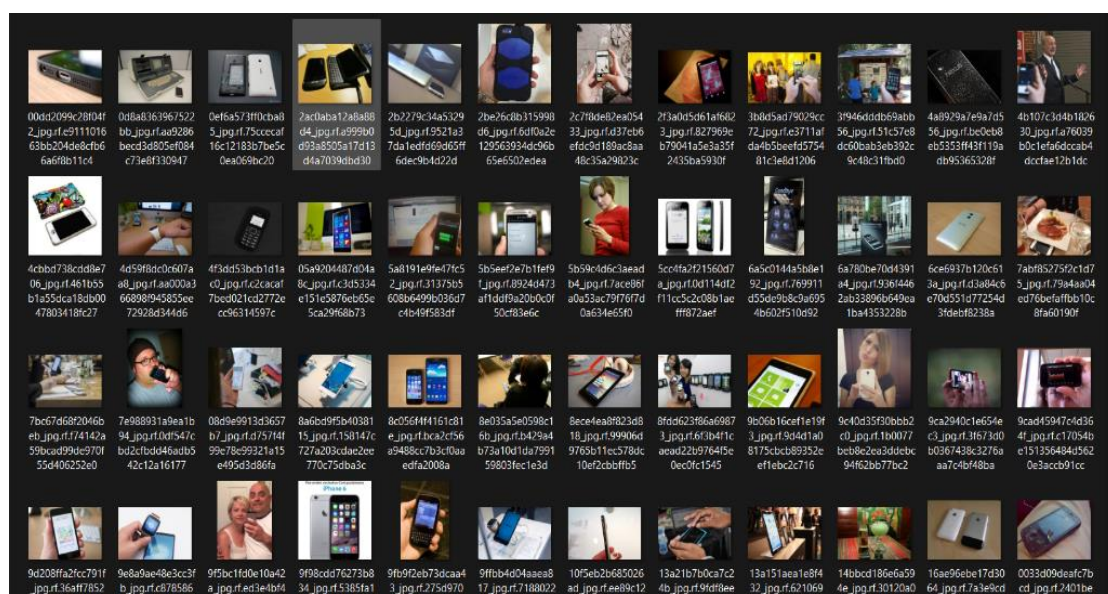 00dd2099c28f04f
2_jpg.rf.e9111016
63bb204de8cfb6
6a6f8b11c4
0d8a8363967522
bb_jpg.rf.aa9286
becd3d805ef084
c73e8f330947
0ef6a573ff0cba8
5_jpg.rf.75ccecaf
16c12183b7be5c
0ea069bc20
2ac0aba12a8a88
d4_jpg.rf.a999b0
d93a8505a17d13
d4a7039dbd30
2b2279c34a5329
5d_jpg.rf.9521a3
7da1edfd69d65ff
6dec9b4d22d
2be26c8b315998
d6_jpg.rf.6df0a2e
129563934dc96b
65e6502edea
2c7f8de82ea054
33_jpg.rf.d37eb6
efdc9d189ac8aa
48c35a29823c
2f3a0d5d61af682
3_jpg.rf.827969e
b79041a5e3a35f
2435ba5930f
3b8d5ad79029cc
72_jpg.rf.e3711af
da4b5beefd5754
81c3e8d1206
3f946dddb69abb
56_jpg.rf.51c57e8
dc60bab3eb392c
9c48c31fbd0
4a8929a7e9a7d5
56_jpg.rf.be0eb8
eb5353ff43f119a
db95365328f
4b107c3d4b1826
30_jpg.rf.a76039
b0c1efa6dccab4
dccfae12b1dc
4cbbd738cdd8e7
06_jpg.rf.461b55
b1a55dca18db00
47803418fc27
4d59f8dc0c607a
a8_jpg.rf.aa000a3
66898f945855ee
72928d344d6
4f3dd53bcb1d1a
c0_jpg.rf.c2cacaf
7bed021cd2772e
cc96314597c
05a9204487d04a
8c_jpg.rf.c3d5334
e151e5876eb65e
5ca29f68b73
5a8191e9fe47fc5
2_jpg.rf.31375b5
608b6499b036d7
c4b49f583df
5b5eef2e7b1fef9
2_jpg.rf.8924d473
af1ddf9a20b0c0f
50cf83e6c
5b59c4d6c3aead
b4_jpg.rf.7ace86f
a0a53ac79f76f7d
0a634e65f0
5cc4fa2f21560d7
a_jpg.rf.0d114df2
f11cc5c2c08b1ae
fff872aef
6a5c0144a5b8e1
92_jpg.rf.769911
d55de9b8c9a695
4b602f510d92
6a780be70d4391
a4_jpg.rf.936f446
2ab33896b649ea
1ba4353228b
6ce6937b120c61
3a_jpg.rf.d3a84c6
e70d551d77254d
3fdebf8238a
7abf85275f2c1d7
5_jpg.rf.79a4aa04
ed76befaffbb10c
8fa60190f
7bc67d68f2046b
eb_jpg.rf.f74142a
59bcad99de970f
55d406252e0
7e988931a9ea1b
94_jpg.rf.0df547c
bd2cfbdd46adb5
42c12a16177
08d9e9913d3657
b7_jpg.rf.d757f4f
99e78e99321a15
e495d3d86fa
8a6bd9f5b40381
15_jpg.rf.158147c
727a203cdae2ee
770c75dba3c
8c056f4f4161c81
e_jpg.rf.bca2cf56
a9488cc7b3cf0aa
edfa2008a
8e035a5e0598c1
6b_jpg.rf.b429a4
b73a10d1da7991
59803fec1e3d
8ece4ea8f823d8
18_jpg.rf.99906d
9765b11ec578dc
10ef2cbbffb5
8fdd623f86a6987
3_jpg.rf.6f3b4f1c
aead22b9764f5e
0ec0fc1545
9b06b16cef1e19f
3_jpg.rf.9d4d1a0
8175cbcb89352e
ef1ebc2c716
9c40d35f30bbb2
c0_jpg.rf.1b0077
beb8e2ea3ddebc
94f62bb77bc2
9ca2940c1e654e
c3_jpg.rf.3f673d0
b0367438c3276a
aa7c4bf48ba
9cad45947c4d36
4f_jpg.rf.c17054b
e151356484d562
0e3accb91cc
iPhone 6
9d208ffa2fcc791f
_jpg.rf.36aff7852
9e8a9ae48e3cc3f
b_jpg.rf.c878586
9f5bc1fd0e10a42
a_jpg.rf.ed3e4bf4
9f98cdd76273b8
34_jpg.rf.5385fa1
9fb9f2eb73dcaa4
3_jpg.rf.275d970
9ffbb4d04aaea8
17_jpg.rf.7188022
10f5eb2b685026
ad_jpg.rf.ee89c12
13a21b7b0ca7c2
4b_jpg.rf.9fdf8ee
13a151aea1e8f4
32_jpg.rf.621069
14bbcd186e6a59
4e_jpg.rf.30120a0
16ae96ebe17d30
64_jpg.rf.7a3e9cd
0033d09deafc7b
cd_jpg.rf.2401be